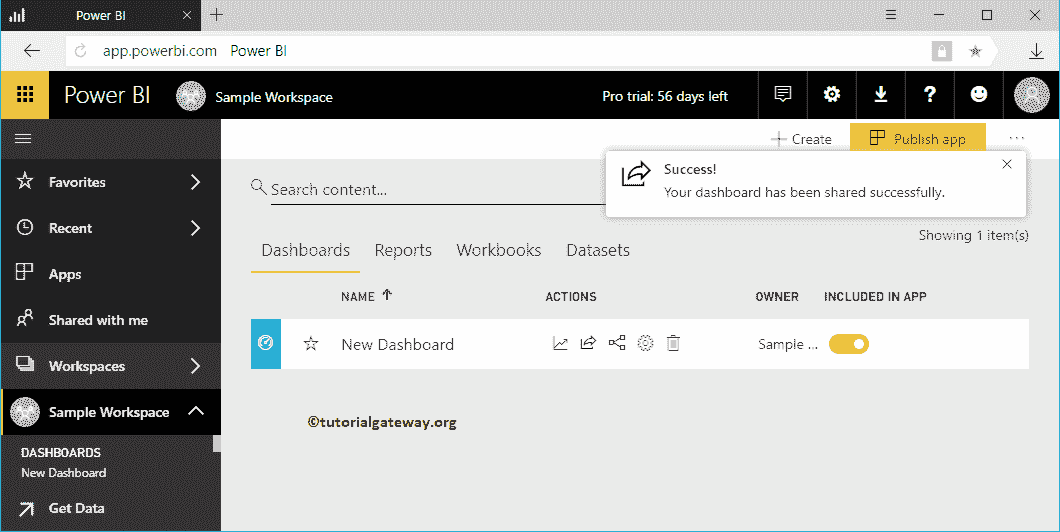 Power BI
app.powerbi.com Power BI
Power BI Sample Workspace Pro trial: 56 days left
Create Publish app ...
Success!
Your dashboard has been shared successfully.
Favorites
Search content...
Recent
Showing 1 item(s)
Dashboards Reports Workbooks Datasets
Apps
NAME ACTIONS OWNER INCLUDED IN APP
Shared with me
New Dashboard Sample ...
Workspaces
Sample Workspace
©tutorialgateway.org
DASHBOARDS
New Dashboard
Get Data